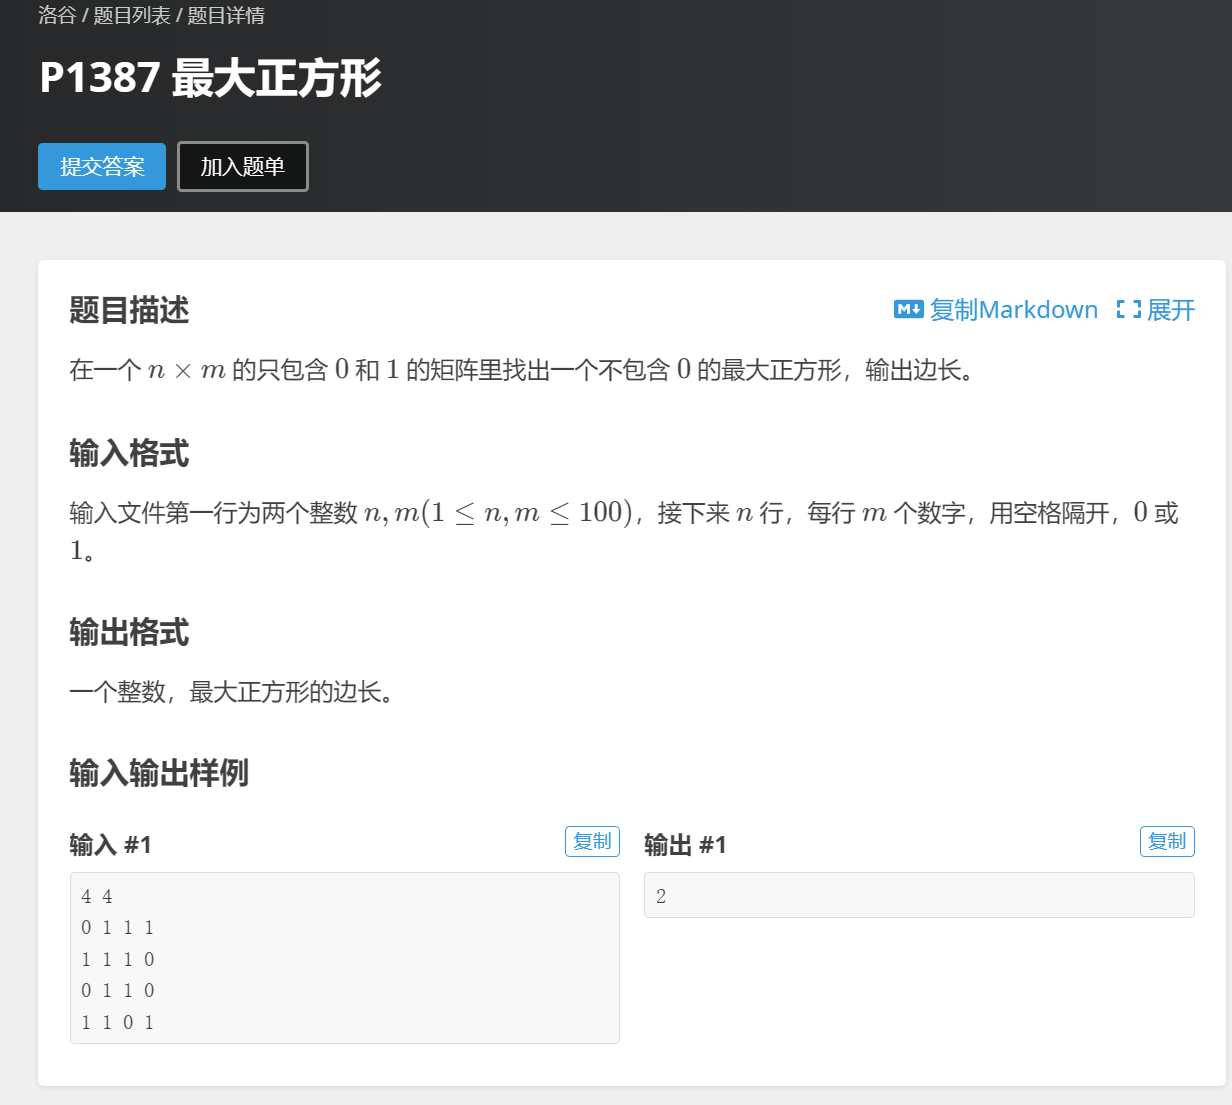 洛谷 / 题目列表 / 题目详情
P1387 最大正方形
提交答案 加入题单
题目描述 复制Markdown 展开
在一个 n × m 的只包含 0 和 1 的矩阵里找出一个不包含 0 的最大正方形，输出边长。
输入格式
输入文件第一行为两个整数 n, m(1 ≤ n, m ≤ 100)，接下来 n 行，每行 m 个数字，用空格隔开，0 或
1。
输出格式
一个整数，最大正方形的边长。
输入输出样例
输入 #1 复制
4 4
0 1 1 1
1 1 1 0
0 1 1 0
1 1 0 1
输出 #1 复制
2